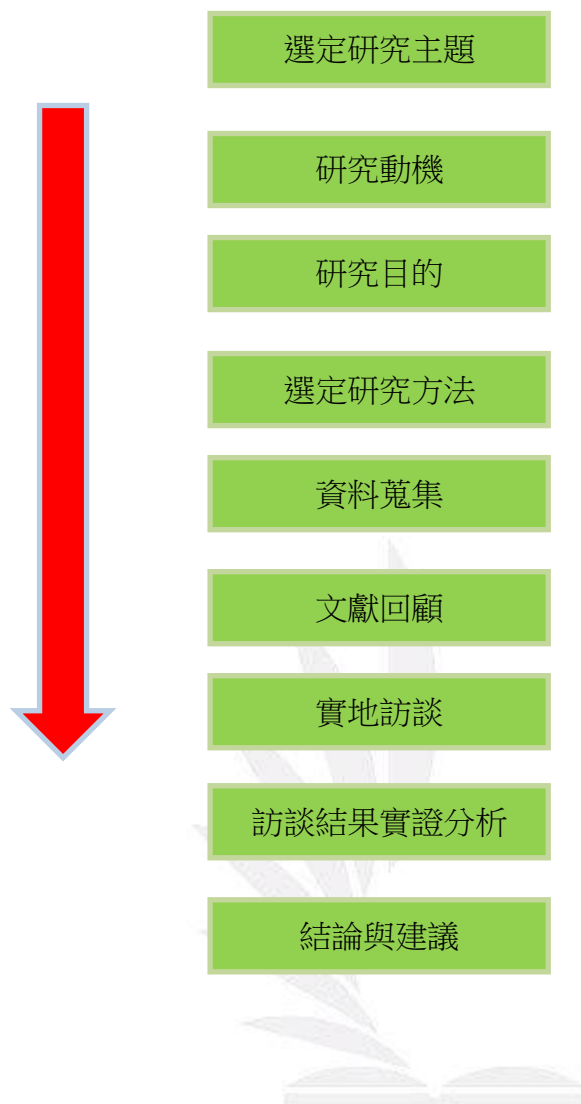 選定研究主題
研究動機
研究目的
選定研究方法
資料蒐集
文獻回顧
實地訪談
訪談結果實證分析
結論與建議